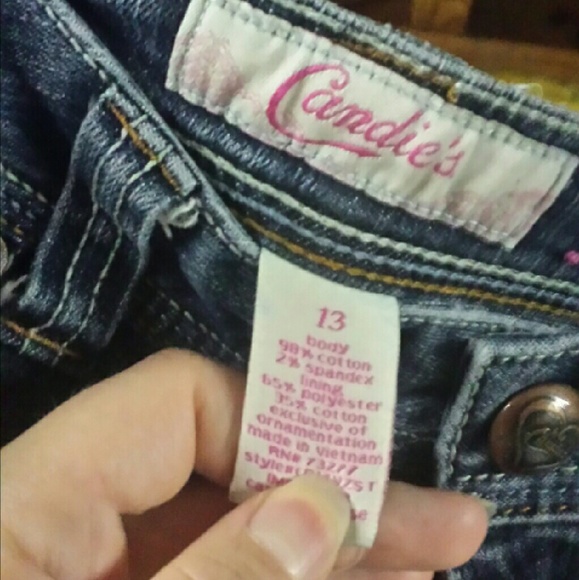 Candie's
13
body
98% cotton
2% spandex
lining
65% polyester
35% cotton
exclusive of
ornamentation
made in Vietnam
RN# 73277
style#